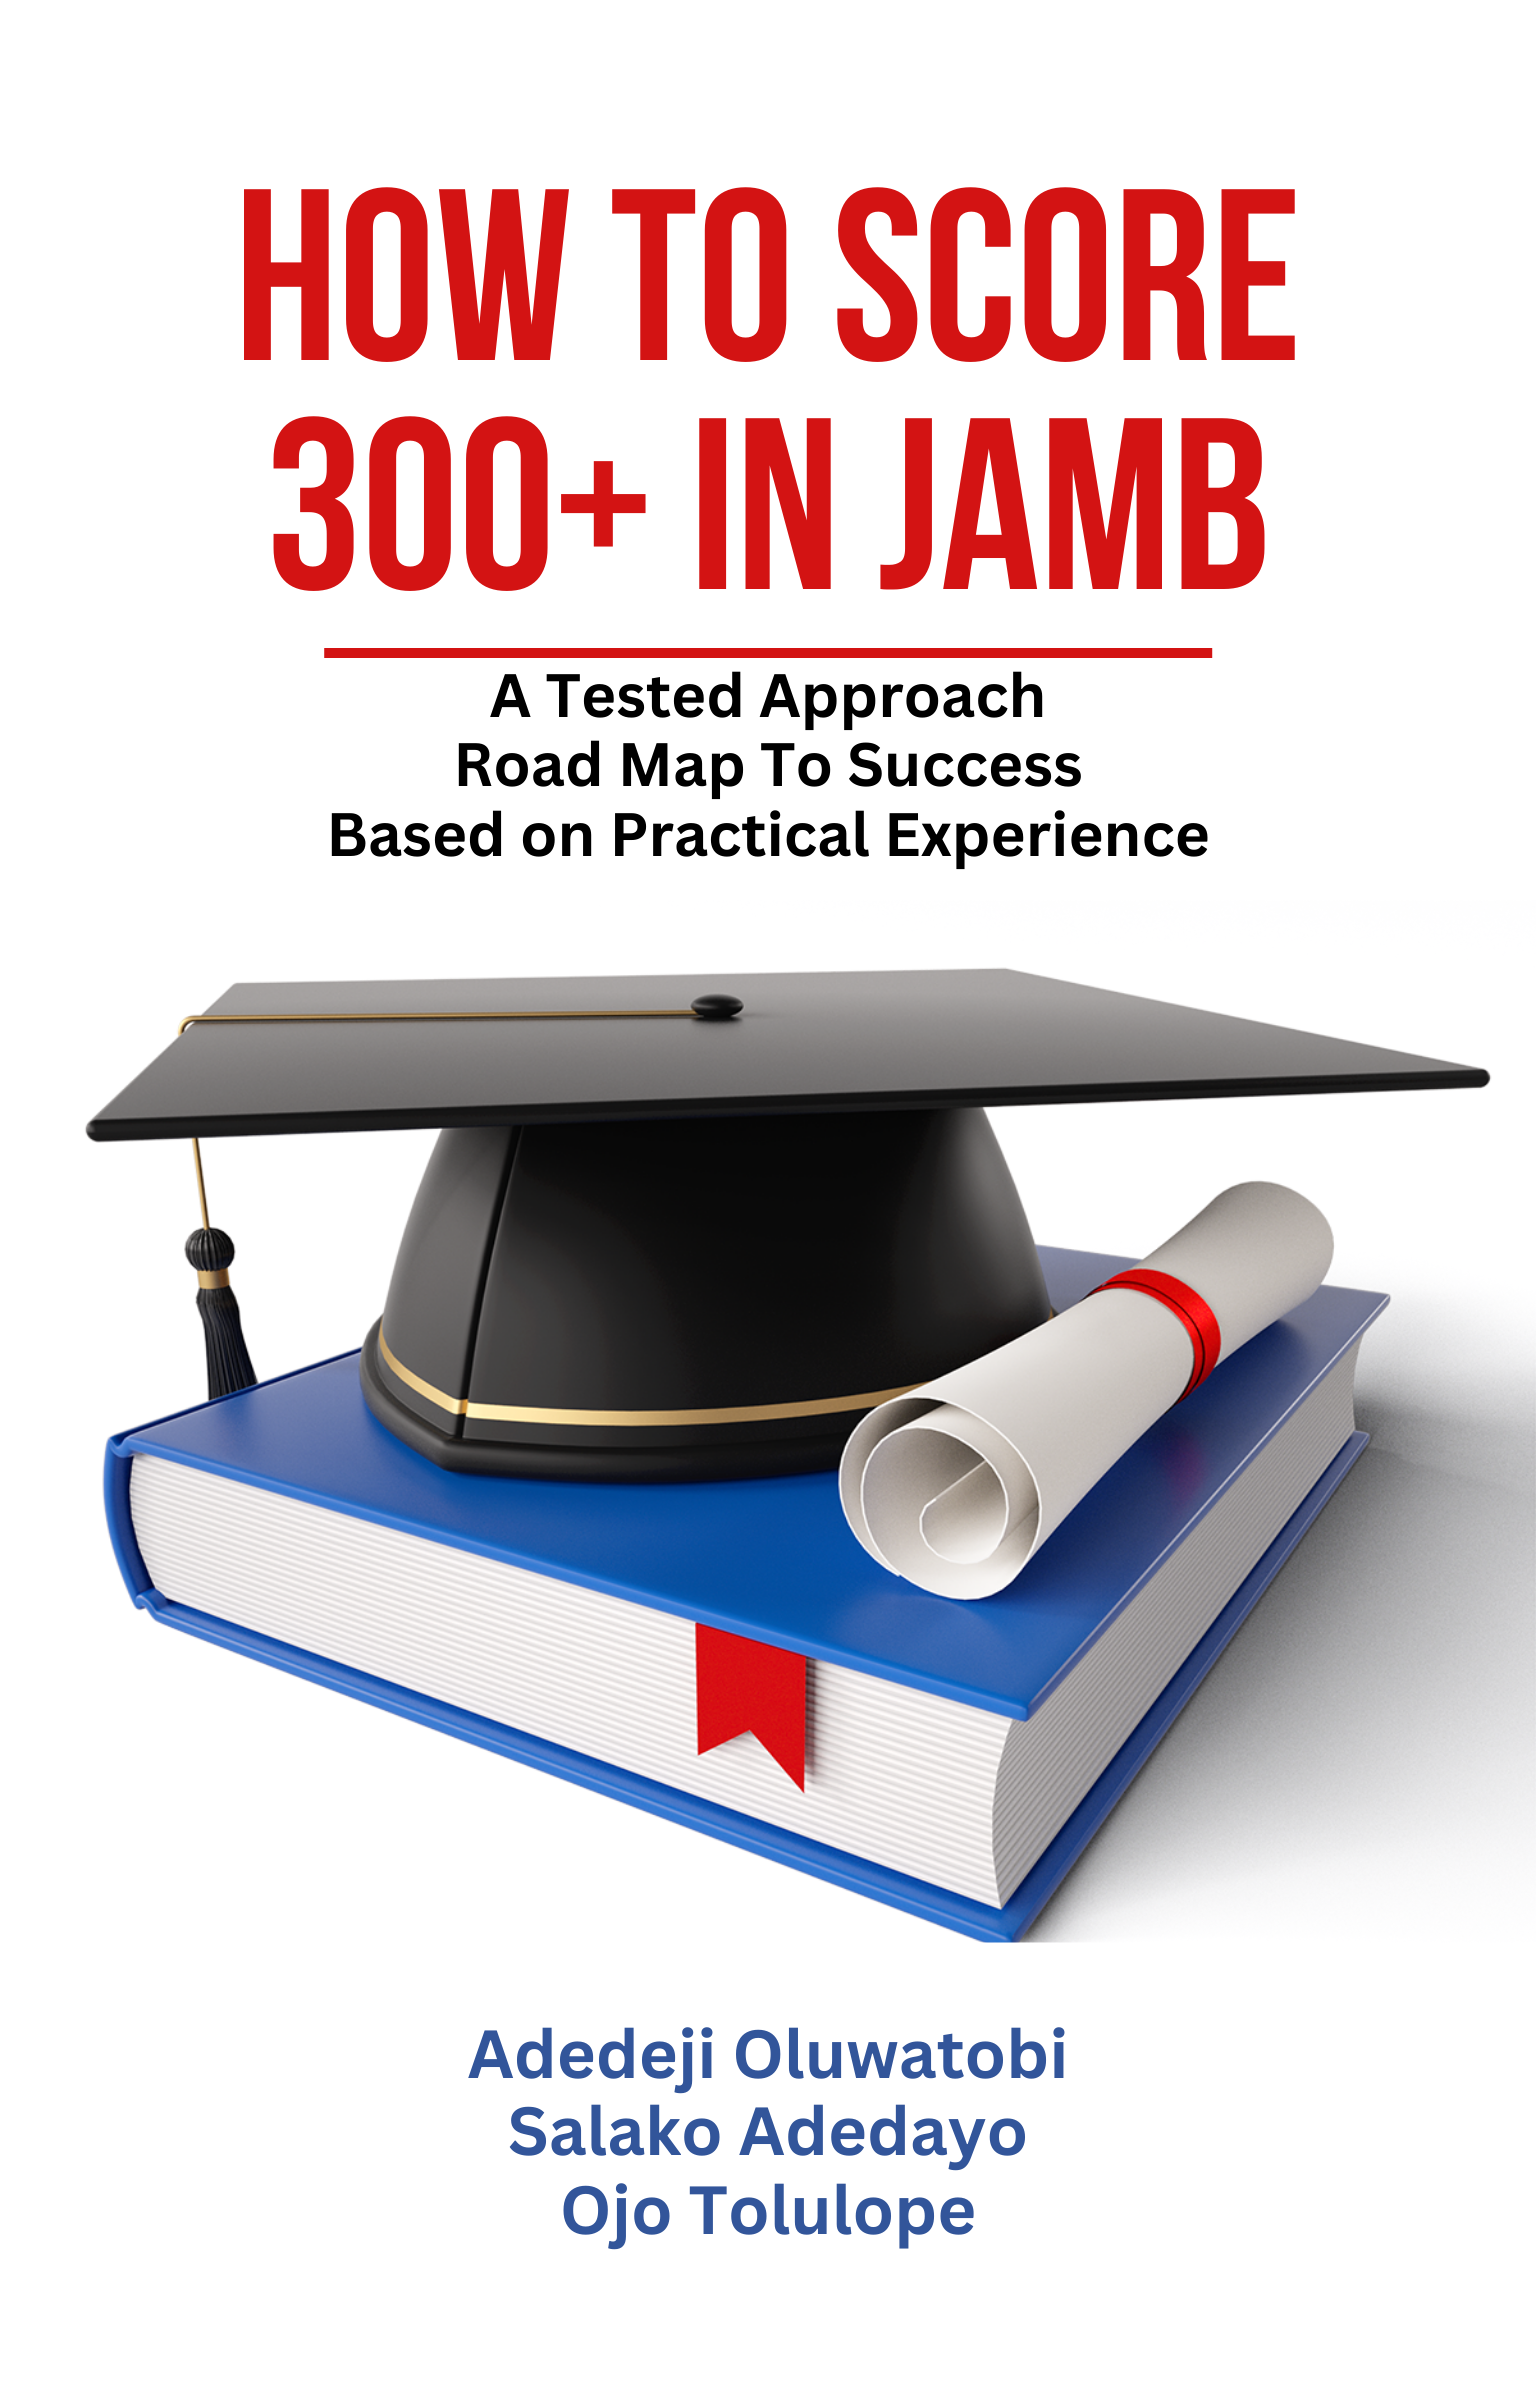 HOW TO SCORE
300+ IN JAMB
A Tested Approach
Road Map To Success
Based on Practical Experience
Adedeji Oluwatobi
Salako Adedayo
Ojo Tolulope